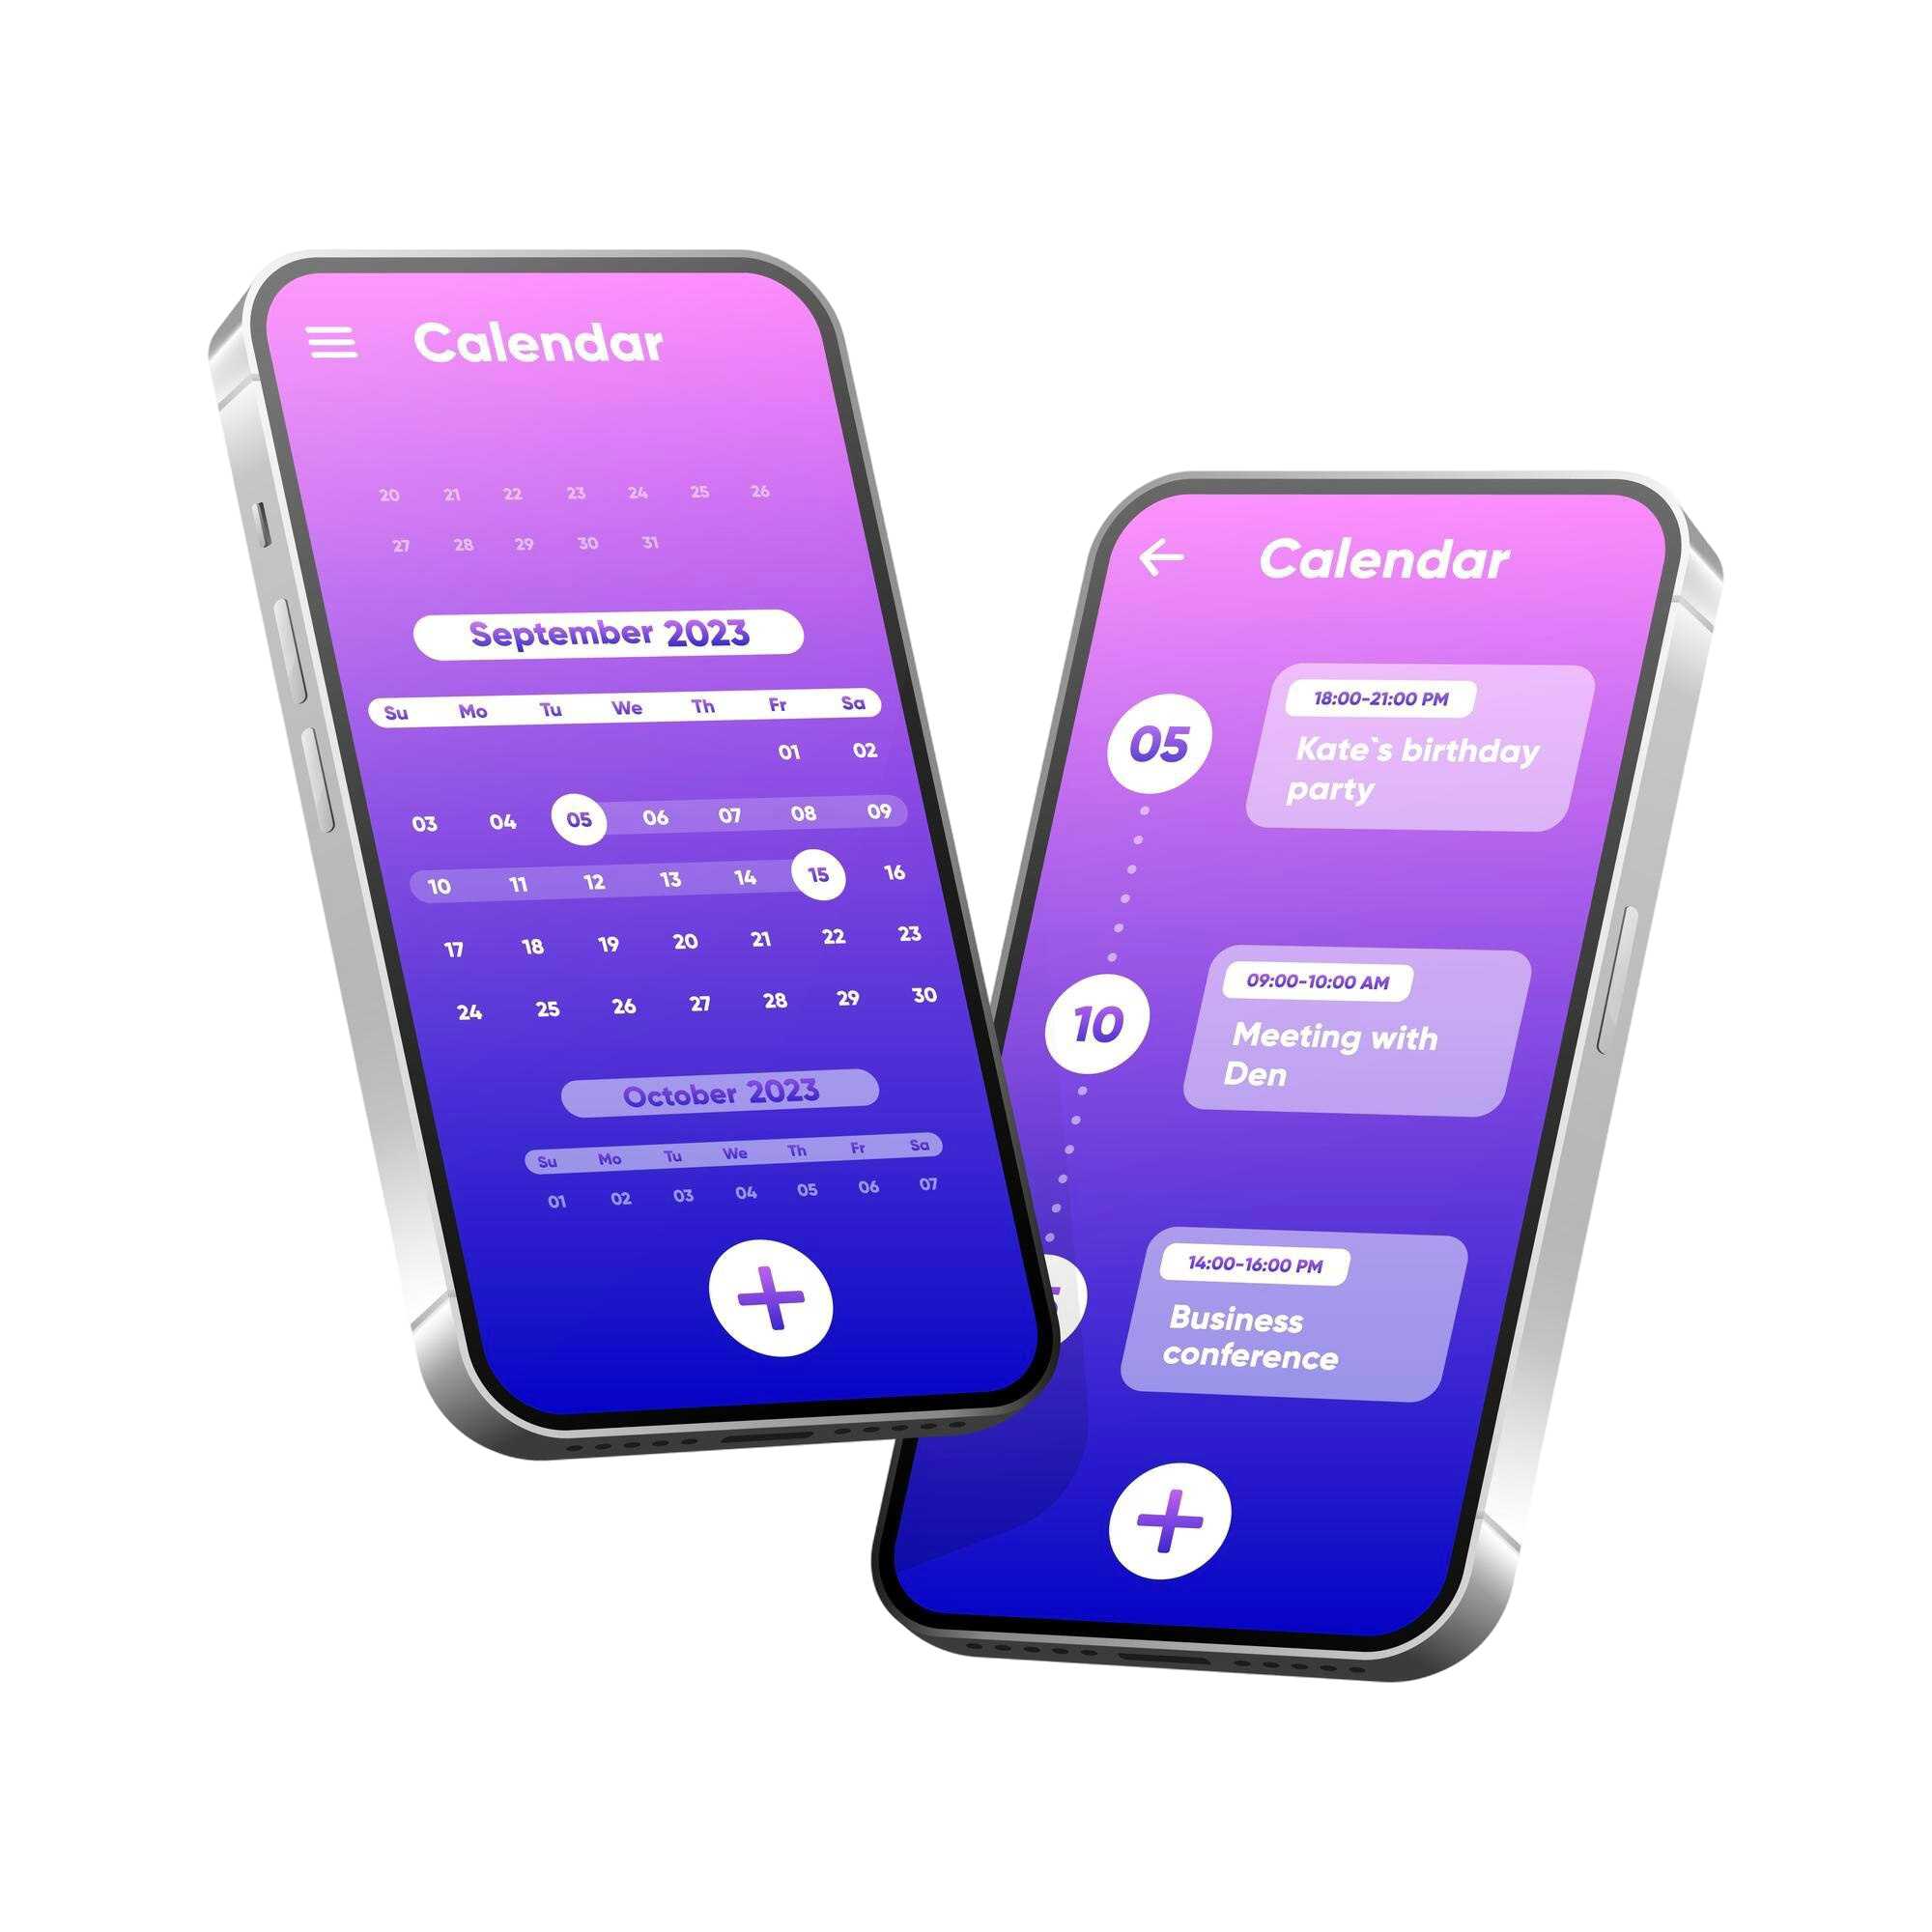 Calendar
20 21 22 23 24 25 26
27 28 29 30 31
September 2023
Su Mo Tu We Th Fr Sa
01 02
03 04 05 06 07 08 09
10 11 12 13 14 15 16
17 18 19 20 21 22 23
24 25 26 27 28 29 30
October 2023
Su Mo Tu We Th Fr Sa
01 02 03 04 05 06 07
Calendar
05
18:00-21:00 PM
Kate`s birthday
party
10
09:00-10:00 AM
Meeting with
Den
14:00-16:00 PM
Business
conference